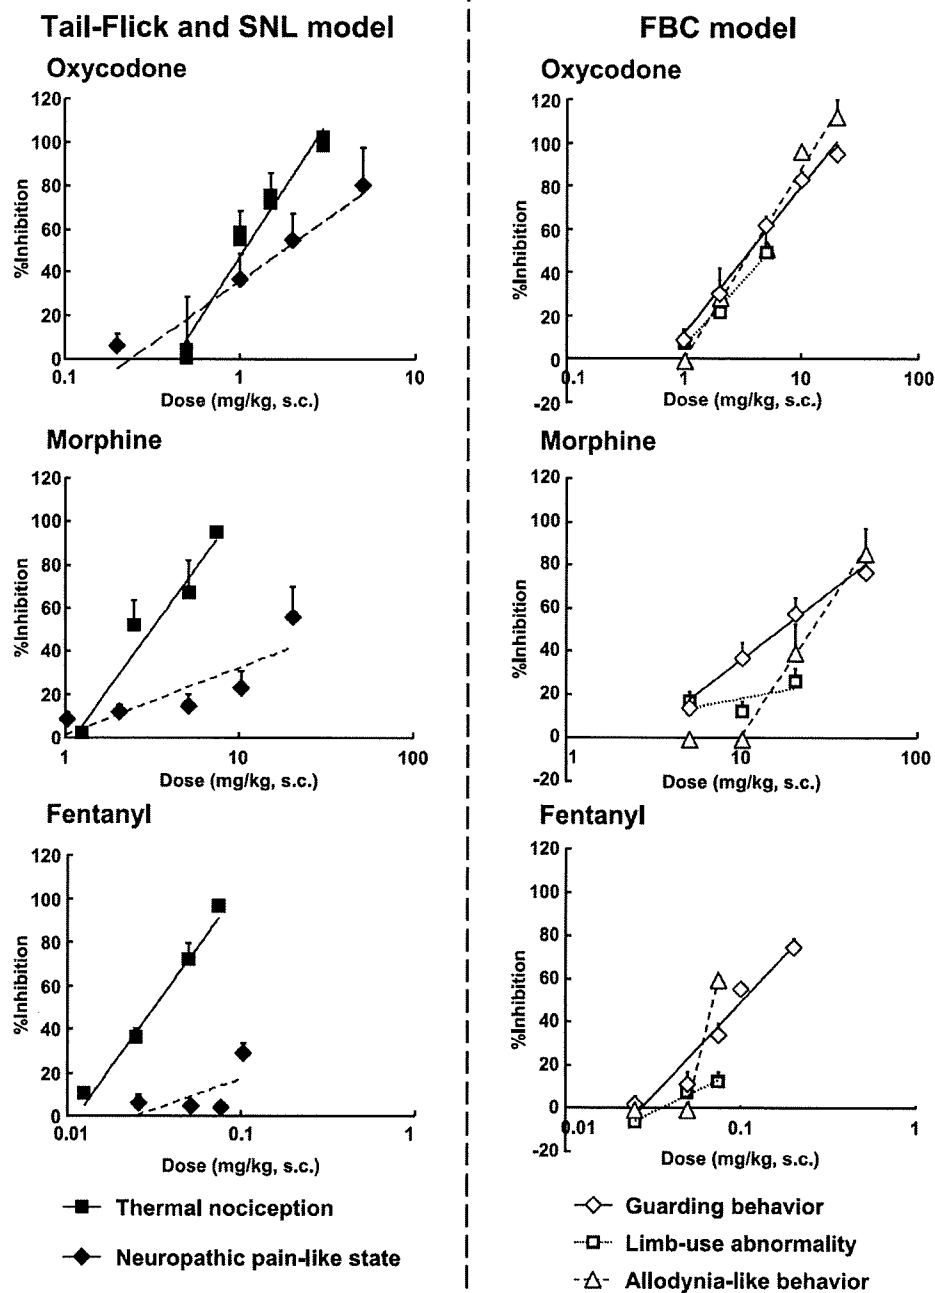 Tail-Flick and SNL model
Oxycodone
120
100
80
60
40
20
0
%Inhibition
0.1
1
10
Dose (mg/kg, s.c.)
Morphine
120
100
80
60
40
20
0
%Inhibition
1
10
100
Dose (mg/kg, s.c.)
Fentanyl
120
100
80
60
40
20
0
%Inhibition
0.01
0.1
1
Dose (mg/kg, s.c.)
Thermal nociception
Neuropathic pain-like state
FBC model
Oxycodone
120
100
80
60
40
20
0
-20
%Inhibition
0.1
1
10
100
Dose (mg/kg, s.c.)
Morphine
120
100
80
60
40
20
0
-20
%Inhibition
1
10
100
Dose (mg/kg, s.c.)
Fentanyl
120
100
80
60
40
20
0
-20
%Inhibition
0.01
0.1
1
Dose (mg/kg, s.c.)
Guarding behavior
Limb-use abnormality
Allodynia-like behavior